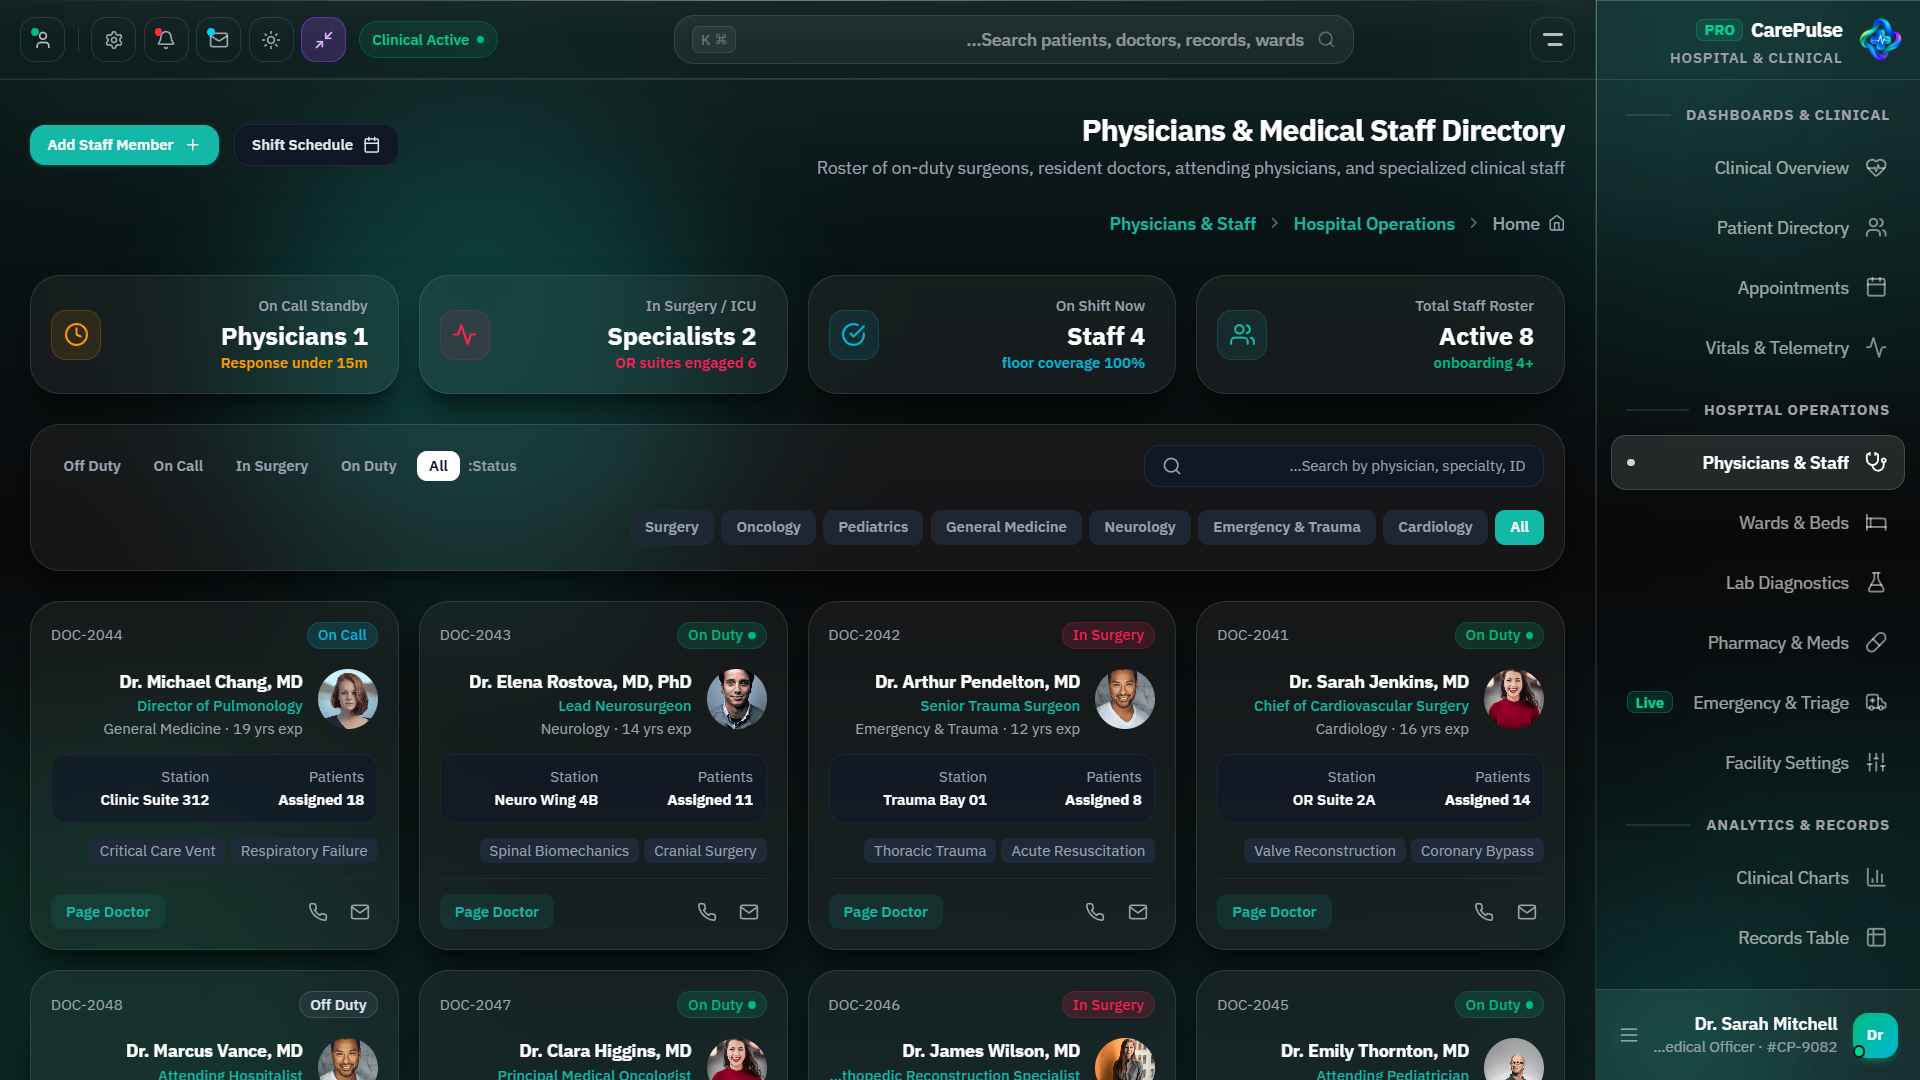 Clinical Active
K ⌘
...Search patients, doctors, records, wards
PRO CarePulse
HOSPITAL & CLINICAL
DASHBOARDS & CLINICAL
Clinical Overview
Patient Directory
Appointments
Vitals & Telemetry
HOSPITAL OPERATIONS
Physicians & Staff
Wards & Beds
Lab Diagnostics
Pharmacy & Meds
Live Emergency & Triage
Facility Settings
ANALYTICS & RECORDS
Clinical Charts
Records Table
Dr. Sarah Mitchell
...edical Officer · #CP-9082
Dr
Physicians & Medical Staff Directory
Roster of on-duty surgeons, resident doctors, attending physicians, and specialized clinical staff
Add Staff Member
Shift Schedule
Physicians & Staff
Hospital Operations
Home
On Call Standby
Physicians 1
Response under 15m
In Surgery / ICU
Specialists 2
OR suites engaged 6
On Shift Now
Staff 4
floor coverage 100%
Total Staff Roster
Active 8
onboarding 4+
Off Duty On Call In Surgery On Duty All :Status
...Search by physician, specialty, ID
Surgery Oncology Pediatrics General Medicine Neurology Emergency & Trauma Cardiology All
DOC-2044 On Call
Dr. Michael Chang, MD
Director of Pulmonology
General Medicine · 19 yrs exp
Station Patients
Clinic Suite 312 Assigned 18
Critical Care Vent Respiratory Failure
Page Doctor
DOC-2043 On Duty
Dr. Elena Rostova, MD, PhD
Lead Neurosurgeon
Neurology · 14 yrs exp
Station Patients
Neuro Wing 4B Assigned 11
Spinal Biomechanics Cranial Surgery
Page Doctor
DOC-2042 In Surgery
Dr. Arthur Pendelton, MD
Senior Trauma Surgeon
Emergency & Trauma · 12 yrs exp
Station Patients
Trauma Bay 01 Assigned 8
Thoracic Trauma Acute Resuscitation
Page Doctor
DOC-2041 On Duty
Dr. Sarah Jenkins, MD
Chief of Cardiovascular Surgery
Cardiology · 16 yrs exp
Station Patients
OR Suite 2A Assigned 14
Valve Reconstruction Coronary Bypass
Page Doctor
DOC-2048 Off Duty
Dr. Marcus Vance, MD
Attending Hospitalist
DOC-2047 On Duty
Dr. Clara Higgins, MD
Principal Medical Oncologist
DOC-2046 In Surgery
Dr. James Wilson, MD
...thopedic Reconstruction Specialist
DOC-2045 On Duty
Dr. Emily Thornton, MD
Attending Pediatrician